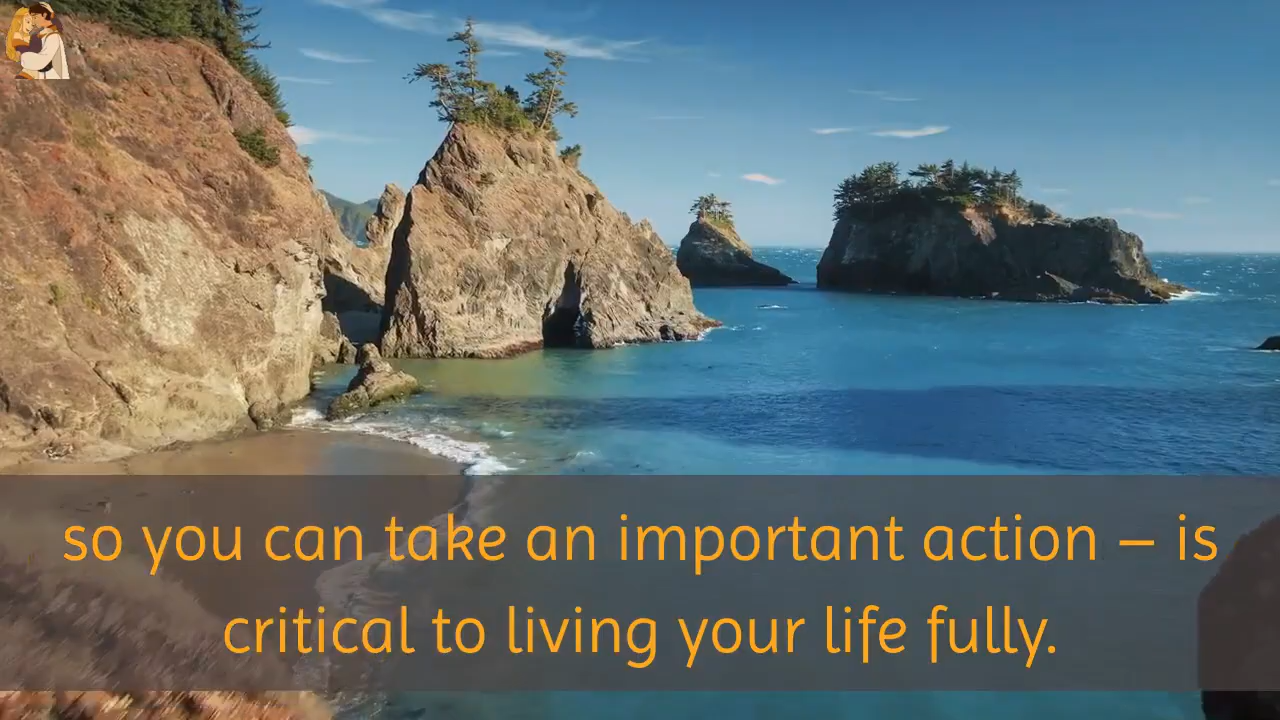 so you can take an important action – is
critical to living your life fully.